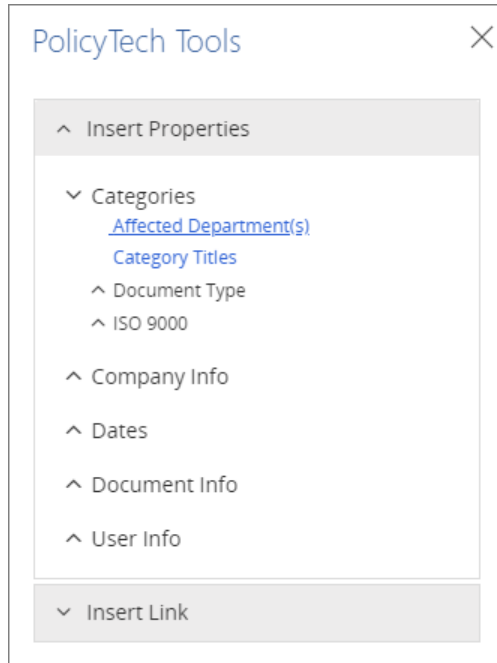 PolicyTech Tools
Insert Properties
Categories
Affected Department(s)
Category Titles
Document Type
ISO 9000
Company Info
Dates
Document Info
User Info
Insert Link